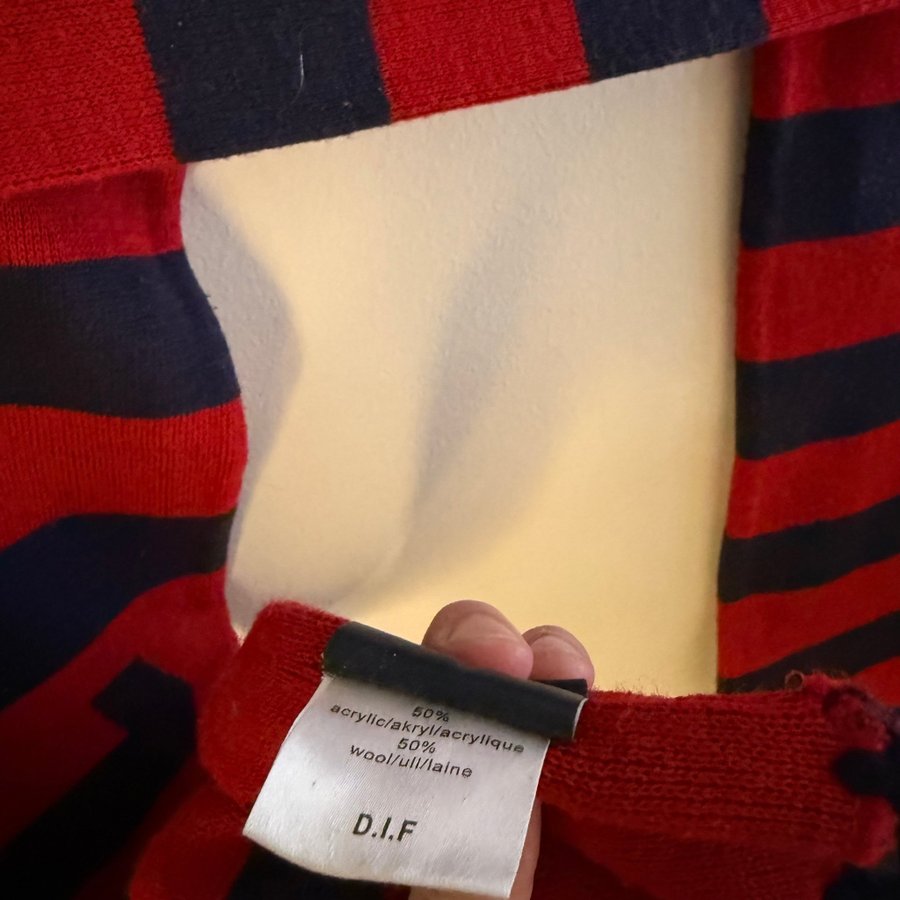 50%
acrylic/akryl/acrylique
50%
wool/ull/laine
D.I.F